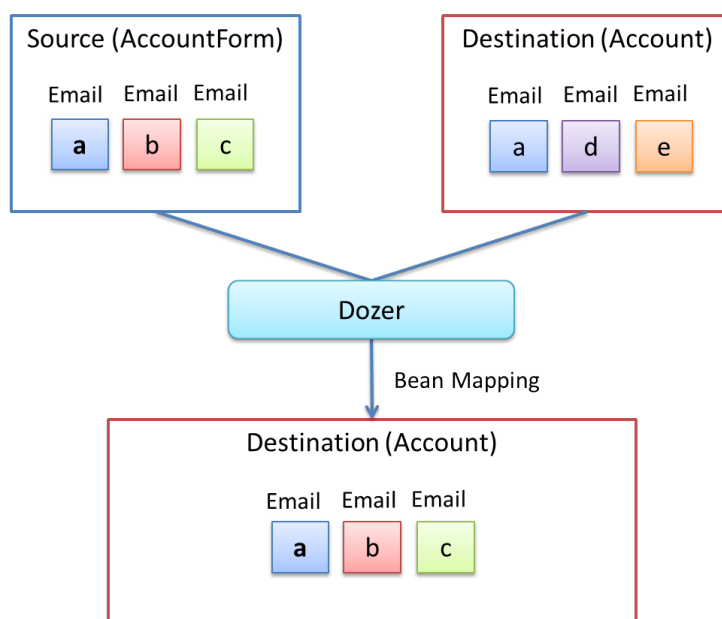 Source (AccountForm)
Email Email Email
a b c
Destination (Account)
Email Email Email
a d e
Dozer
Bean Mapping
Destination (Account)
Email Email Email
a b c